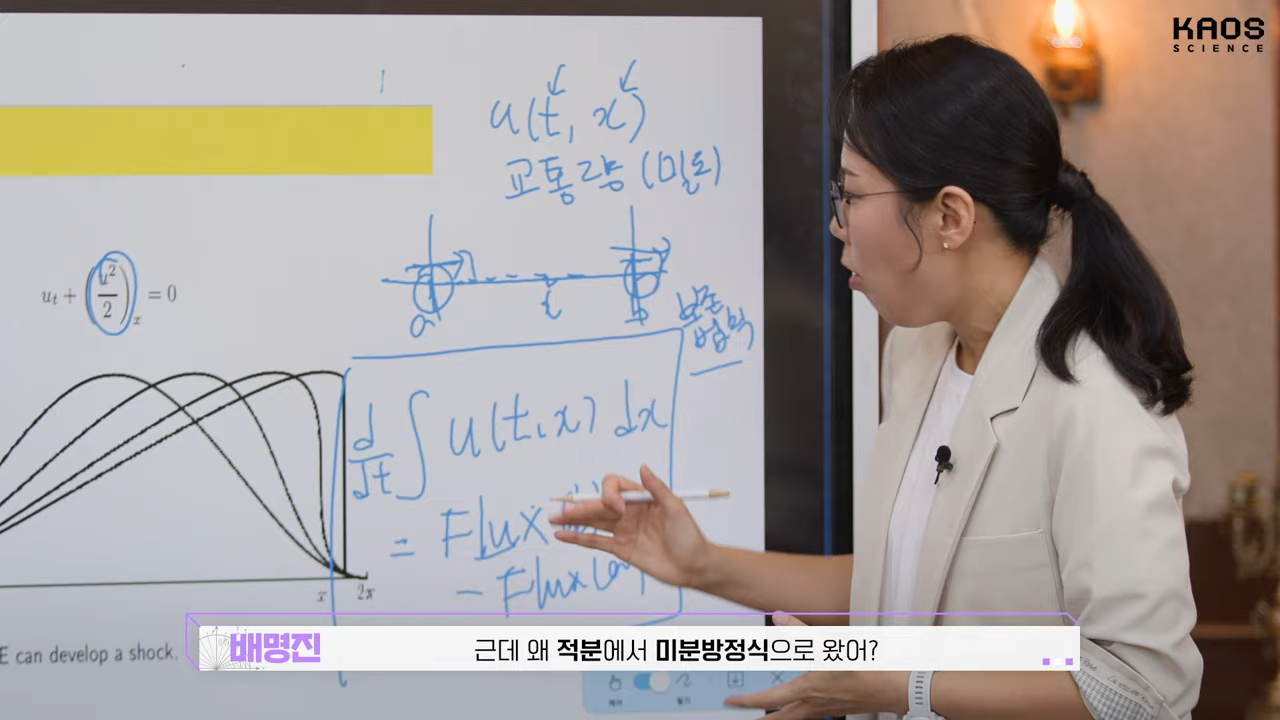 KAOS
SCIENCE
u(t, x)
교통량 (밀도)
u_t + (u²/2)_x = 0
a
i
b
보존
법칙
d/dt ∫ u(t, x) dx
= Flux
- Flux(a)
x 2π
E can develop a shock.
배명진
근데 왜 적분에서 미분방정식으로 왔어?